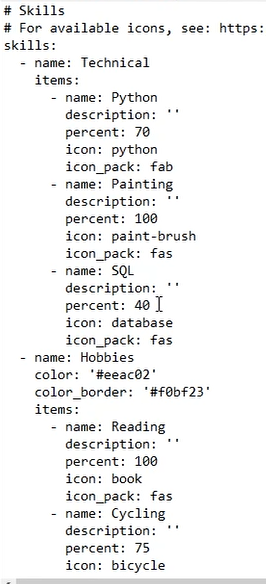 # Skills
# For available icons, see: https:
skills:
  - name: Technical
    items:
      - name: Python
        description: ''
        percent: 70
        icon: python
        icon_pack: fab
      - name: Painting
        description: ''
        percent: 100
        icon: paint-brush
        icon_pack: fas
      - name: SQL
        description: ''
        percent: 40
        icon: database
        icon_pack: fas
  - name: Hobbies
    color: '#eeac02'
    color_border: '#f0bf23'
    items:
      - name: Reading
        description: ''
        percent: 100
        icon: book
        icon_pack: fas
      - name: Cycling
        description: ''
        percent: 75
        icon: bicycle